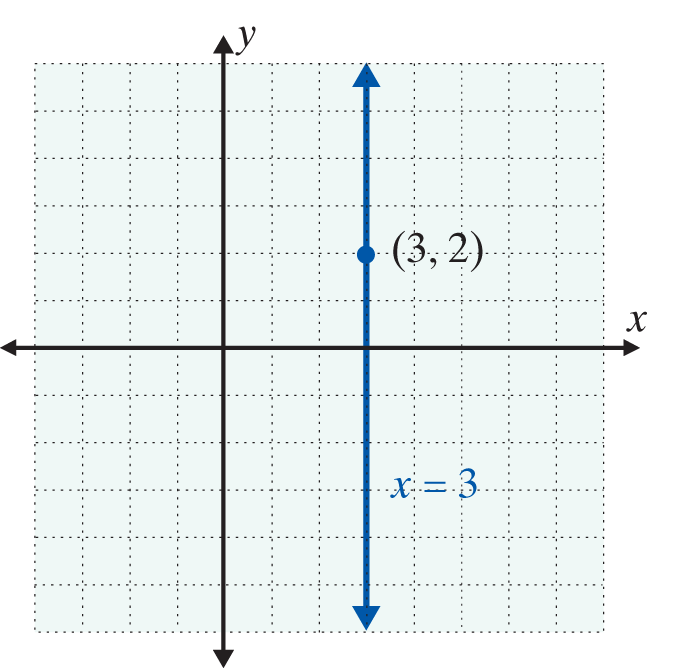 y
(3, 2)
x
x = 3